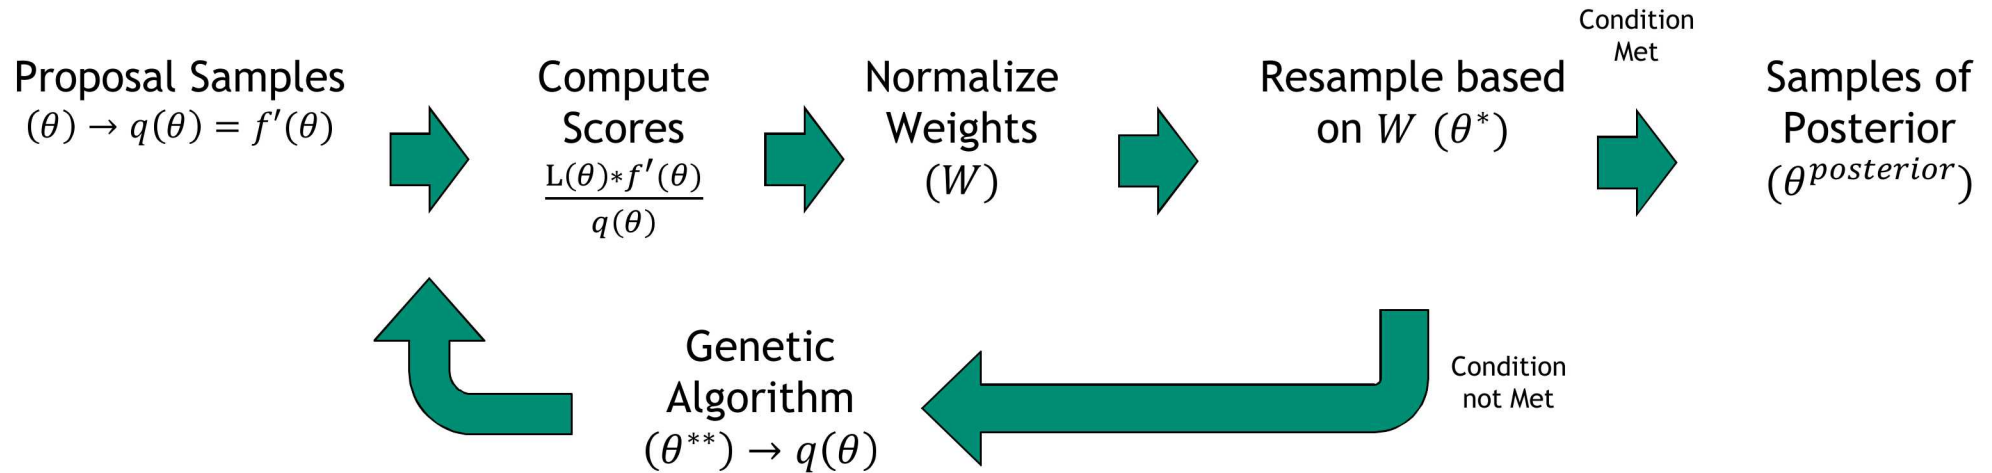 Proposal Samples
(θ) → q(θ) = f′(θ)
Compute
Scores
L(θ)*f′(θ)
q(θ)
Normalize
Weights
(W)
Resample based
on W (θ*)
Condition
Met
Samples of
Posterior
(θ^posterior)
Genetic
Algorithm
(θ**) → q(θ)
Condition
not Met